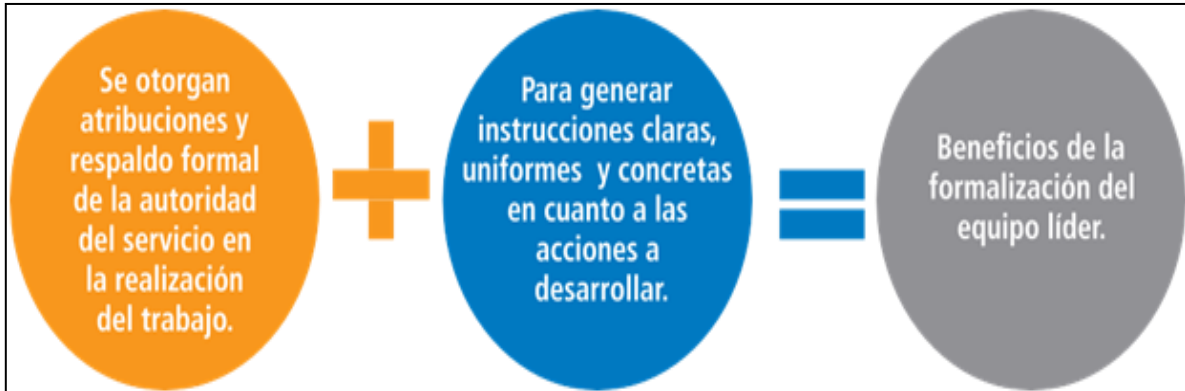 Se otorgan
atribuciones y
respaldo formal
de la autoridad
del servicio en
la realización
del trabajo.
Para generar
instrucciones claras,
uniformes y concretas
en cuanto a las
acciones a
desarrollar.
Beneficios de la
formalización del
equipo líder.